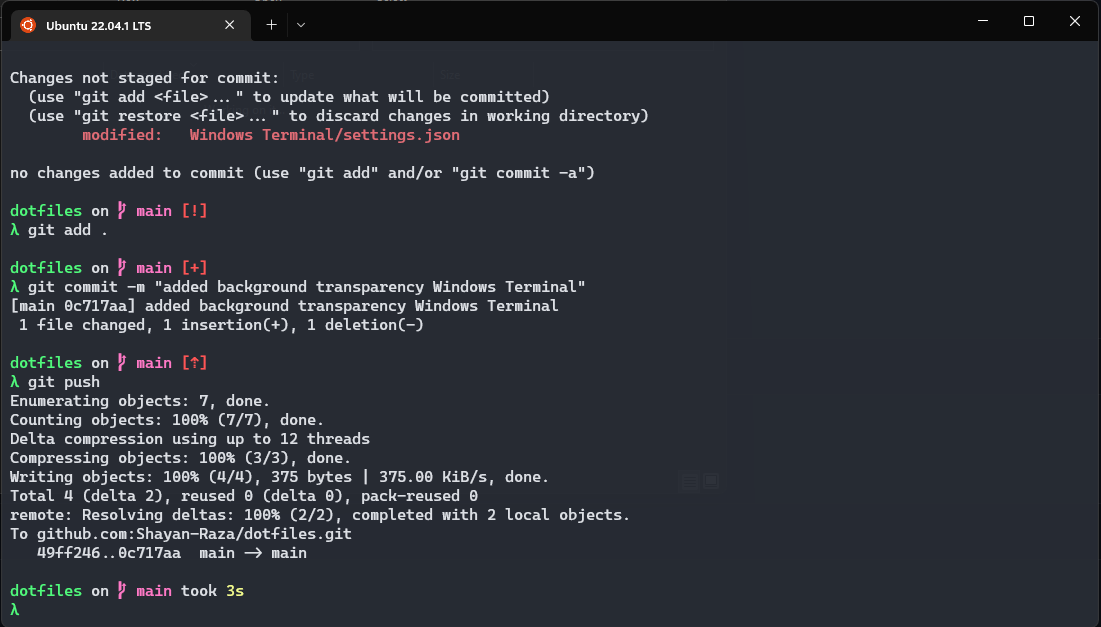 Ubuntu 22.04.1 LTS
Changes not staged for commit:
  (use "git add <file>..." to update what will be committed)
  (use "git restore <file>..." to discard changes in working directory)
        modified:   Windows Terminal/settings.json
no changes added to commit (use "git add" and/or "git commit -a")
dotfiles on main [!]
λ git add .
dotfiles on main [+]
λ git commit -m "added background transparency Windows Terminal"
[main 0c717aa] added background transparency Windows Terminal
 1 file changed, 1 insertion(+), 1 deletion(-)
dotfiles on main [↑]
λ git push
Enumerating objects: 7, done.
Counting objects: 100% (7/7), done.
Delta compression using up to 12 threads
Compressing objects: 100% (3/3), done.
Writing objects: 100% (4/4), 375 bytes | 375.00 KiB/s, done.
Total 4 (delta 2), reused 0 (delta 0), pack-reused 0
remote: Resolving deltas: 100% (2/2), completed with 2 local objects.
To github.com:Shayan-Raza/dotfiles.git
   49ff246..0c717aa  main -> main
dotfiles on main took 3s
λ